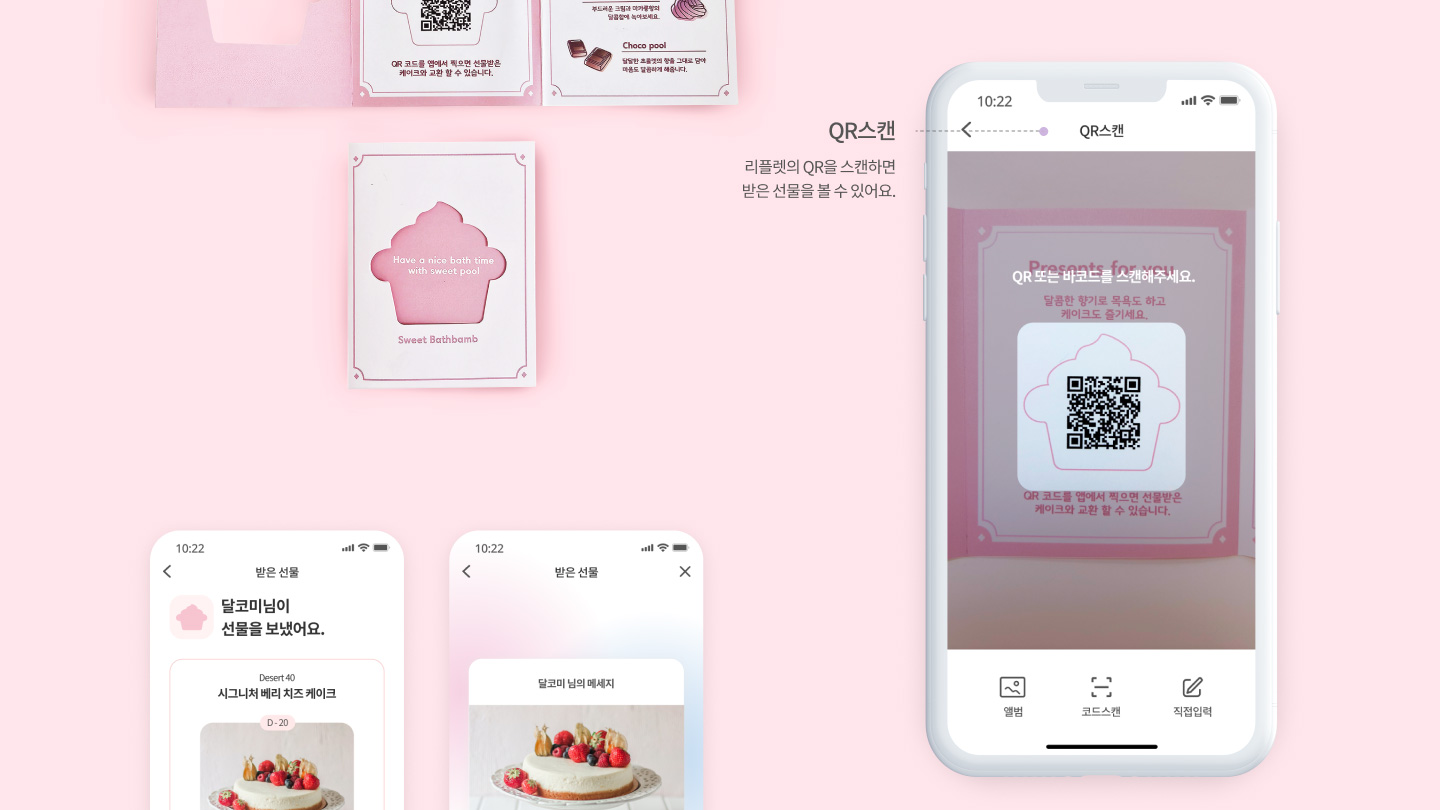 부드러운 크림과 마카롱향의
달콤함에 녹아보세요.
Choco pool
달달한 초콜렛의 향을 그대로 담아
마음도 말끔하게 해줍니다.
QR 코드를 앱에서 찍으면 선물받은
케이크와 교환 할 수 있습니다.
Have a nice bath time
with sweet pool
Sweet Bathbamb
QR스캔
리플렛의 QR을 스캔하면
받은 선물을 볼 수 있어요.
10:22
QR스캔
Presents for you
QR 또는 바코드를 스캔해주세요.
달콤한 향기로 목욕도 하고
케이크도 즐기세요.
QR 코드를 앱에서 찍으면 선물받은
케이크와 교환 할 수 있습니다.
앨범
코드스캔
직접입력
10:22
받은 선물
달코미님이
선물을 보냈어요.
Desert 40
시그니처 베리 치즈 케이크
D - 20
10:22
받은 선물
달코미 님의 메세지